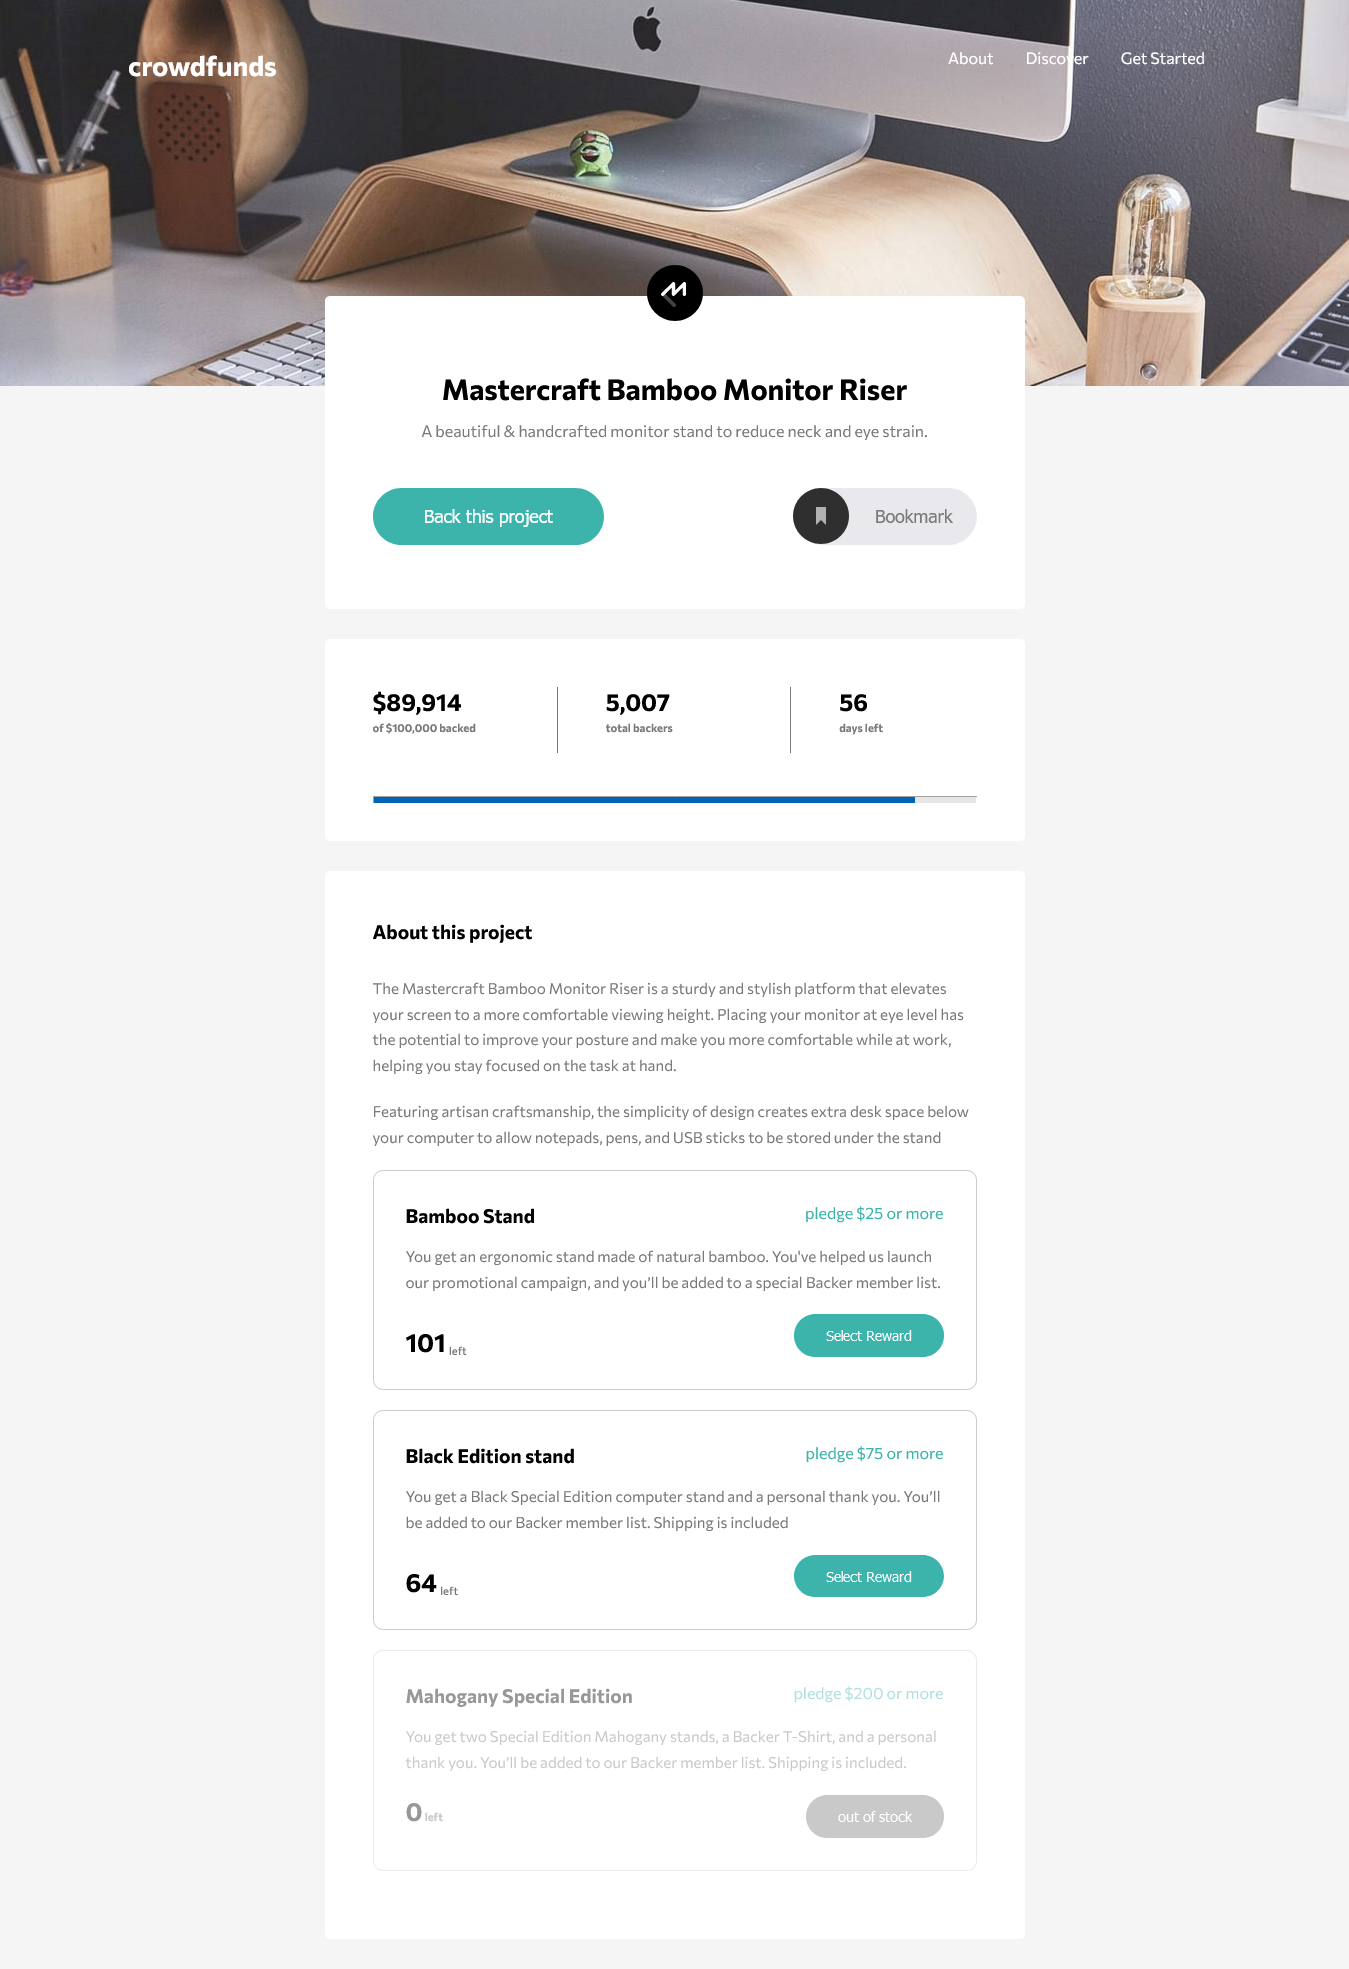 crowdfunds
About Discover Get Started
Mastercraft Bamboo Monitor Riser
A beautiful & handcrafted monitor stand to reduce neck and eye strain.
Back this project
Bookmark
$89,914
of $100,000 backed
5,007
total backers
56
days left
About this project
The Mastercraft Bamboo Monitor Riser is a sturdy and stylish platform that elevates
your screen to a more comfortable viewing height. Placing your monitor at eye level has
the potential to improve your posture and make you more comfortable while at work,
helping you stay focused on the task at hand.
Featuring artisan craftsmanship, the simplicity of design creates extra desk space below
your computer to allow notepads, pens, and USB sticks to be stored under the stand
Bamboo Stand
pledge $25 or more
You get an ergonomic stand made of natural bamboo. You've helped us launch
our promotional campaign, and you’ll be added to a special Backer member list.
101 left
Select Reward
Black Edition stand
pledge $75 or more
You get a Black Special Edition computer stand and a personal thank you. You’ll
be added to our Backer member list. Shipping is included
64 left
Select Reward
Mahogany Special Edition
pledge $200 or more
You get two Special Edition Mahogany stands, a Backer T-Shirt, and a personal
thank you. You’ll be added to our Backer member list. Shipping is included.
0 left
out of stock